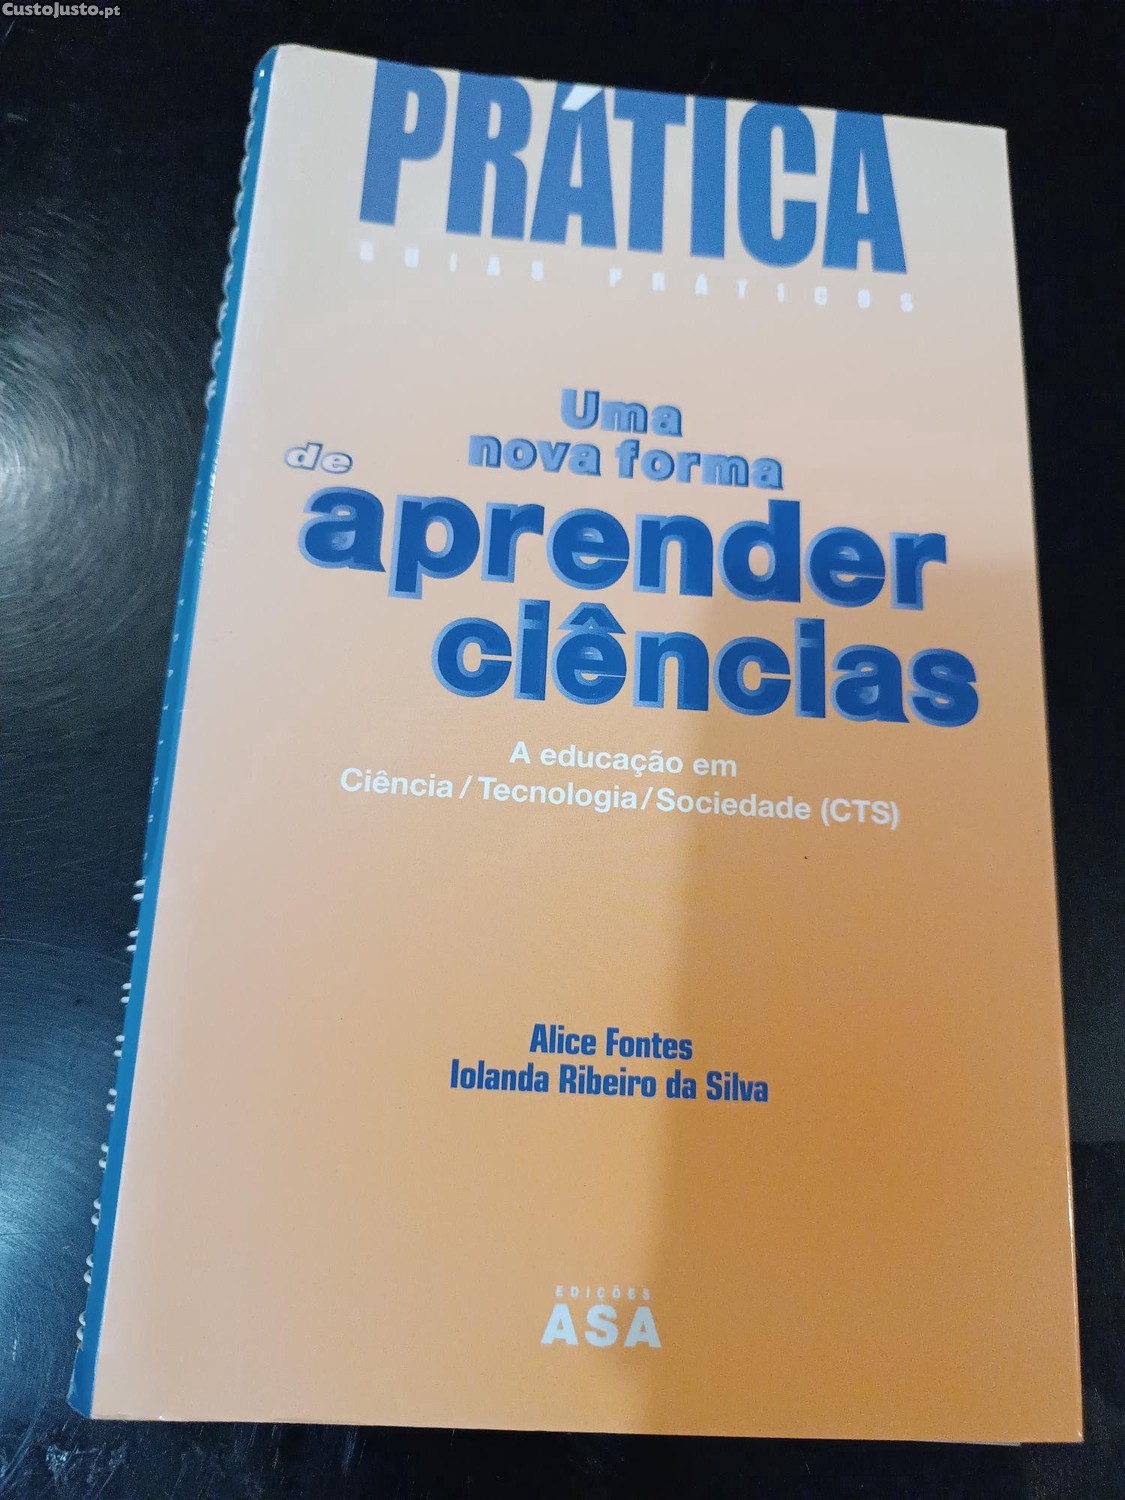 CustoJusto.pt
PRÁTICA
GUIAS PRÁTICOS
Uma
nova forma
de
aprender
ciências
A educação em
Ciência / Tecnologia / Sociedade (CTS)
Alice Fontes
Iolanda Ribeiro da Silva
EDIÇÕES
ASA